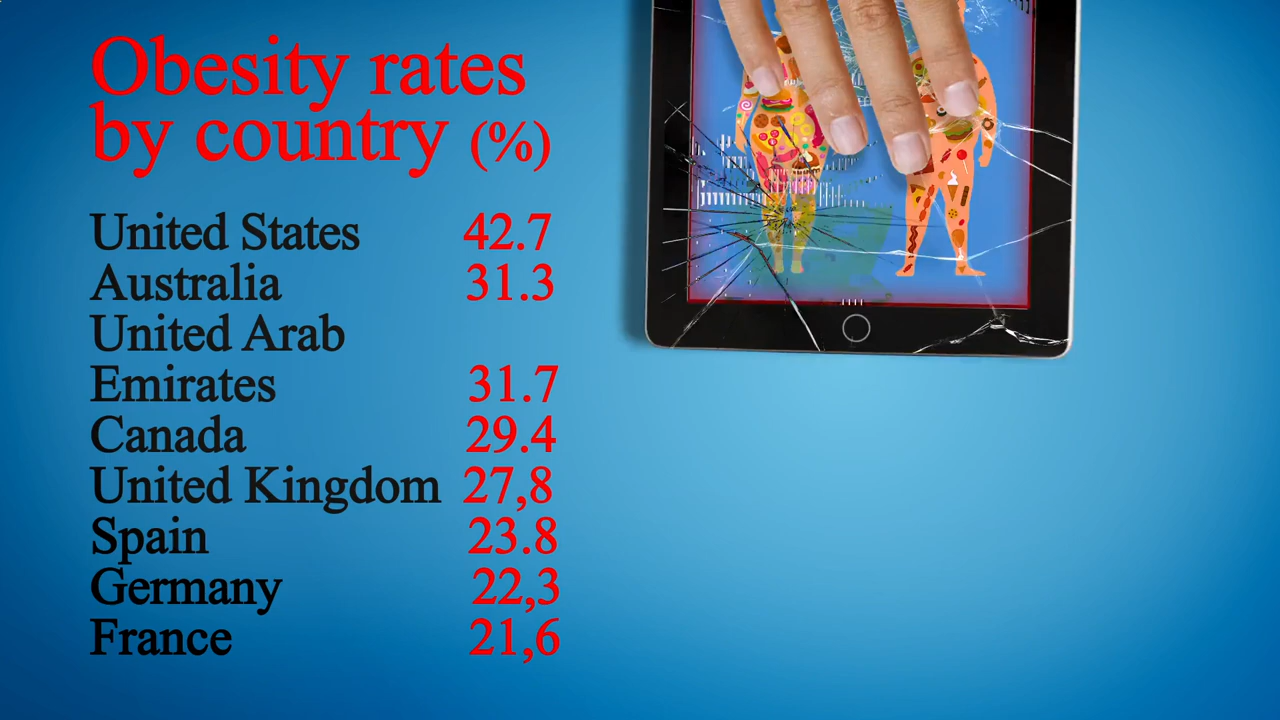 Obesity rates
by country (%)
United States 42.7
Australia 31.3
United Arab
Emirates 31.7
Canada 29.4
United Kingdom 27,8
Spain 23.8
Germany 22,3
France 21,6